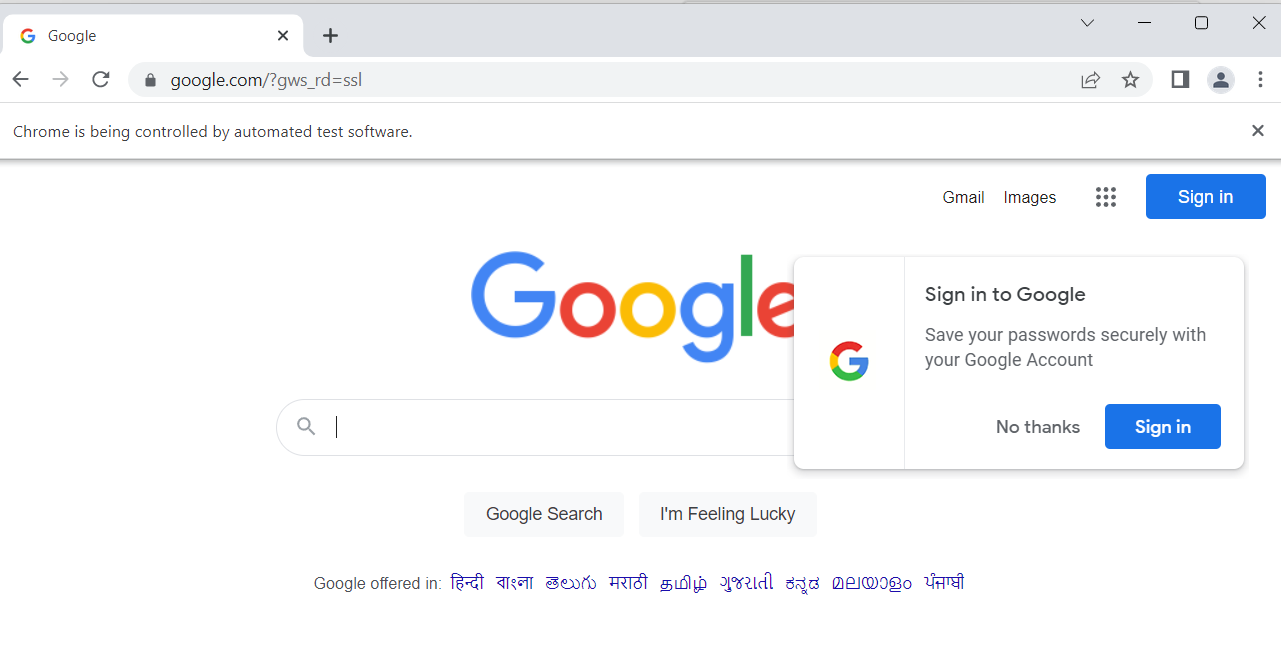 Google
google.com/?gws_rd=ssl
Chrome is being controlled by automated test software.
Gmail Images Sign in
Google
Sign in to Google
Save your passwords securely with
your Google Account
No thanks Sign in
Google Search I'm Feeling Lucky
Google offered in: हिन्दी বাংলা తెలుగు मराठी தமிழ் ગુજરાતી ಕನ್ನಡ മലയാളം ਪੰਜਾਬੀ